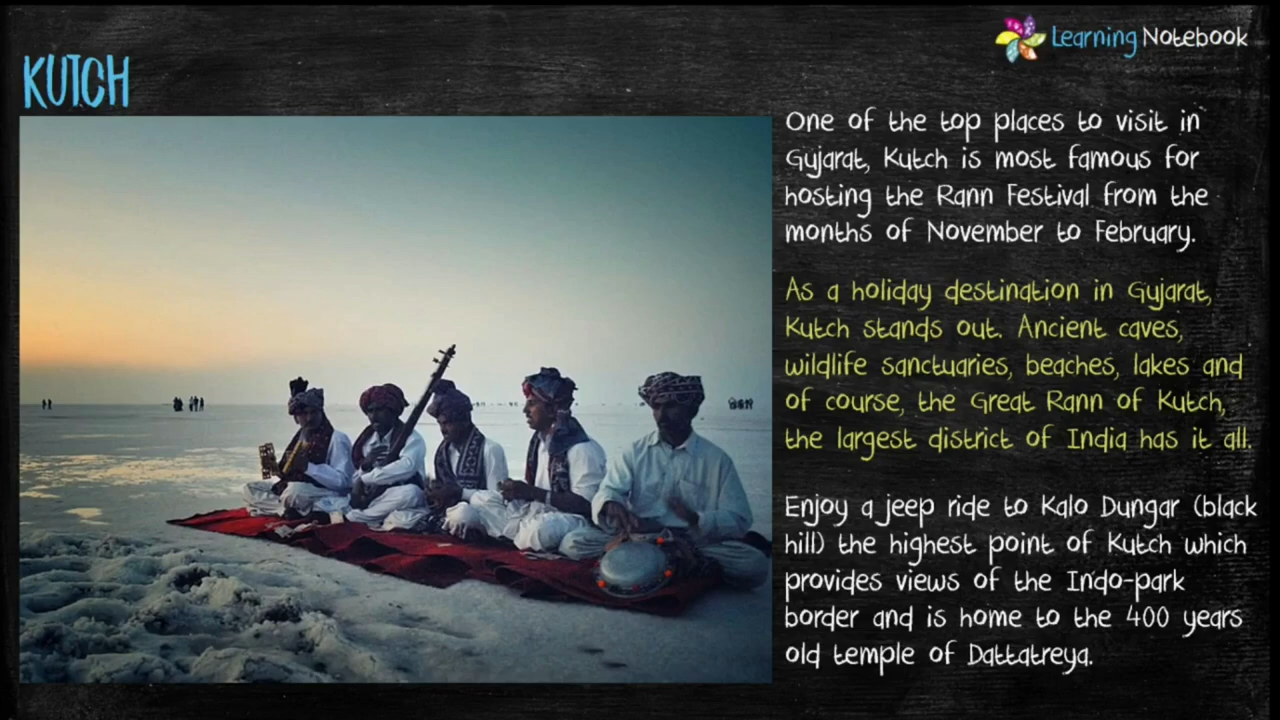 Learning Notebook
KUTCH
One of the top places to visit in
Gujarat, Kutch is most famous for
hosting the Rann Festival from the
months of November to February.
As a holiday destination in Gujarat,
Kutch stands out. Ancient caves,
wildlife sanctuaries, beaches, lakes and
of course, the Great Rann of Kutch,
the largest district of India has it all.
Enjoy a jeep ride to Kalo Dungar (black
hill) the highest point of Kutch which
provides views of the Indo-park
border and is home to the 400 years
old temple of Dattatreya.